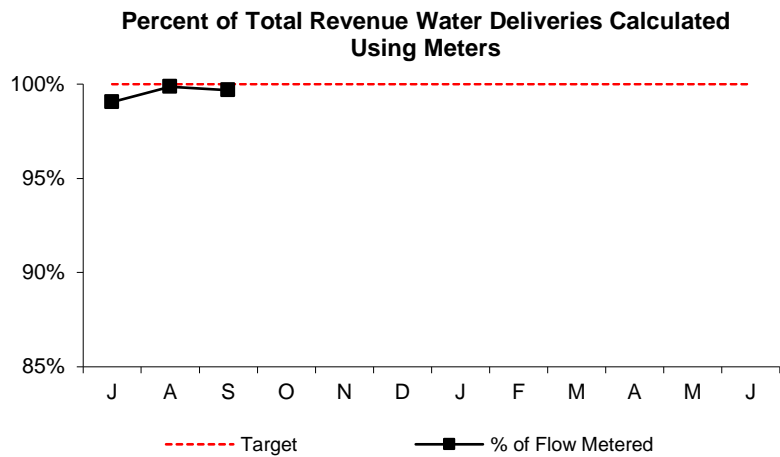 Percent of Total Revenue Water Deliveries Calculated
Using Meters
100%
95%
90%
85%
J A S O N D J F M A M J
Target % of Flow Metered